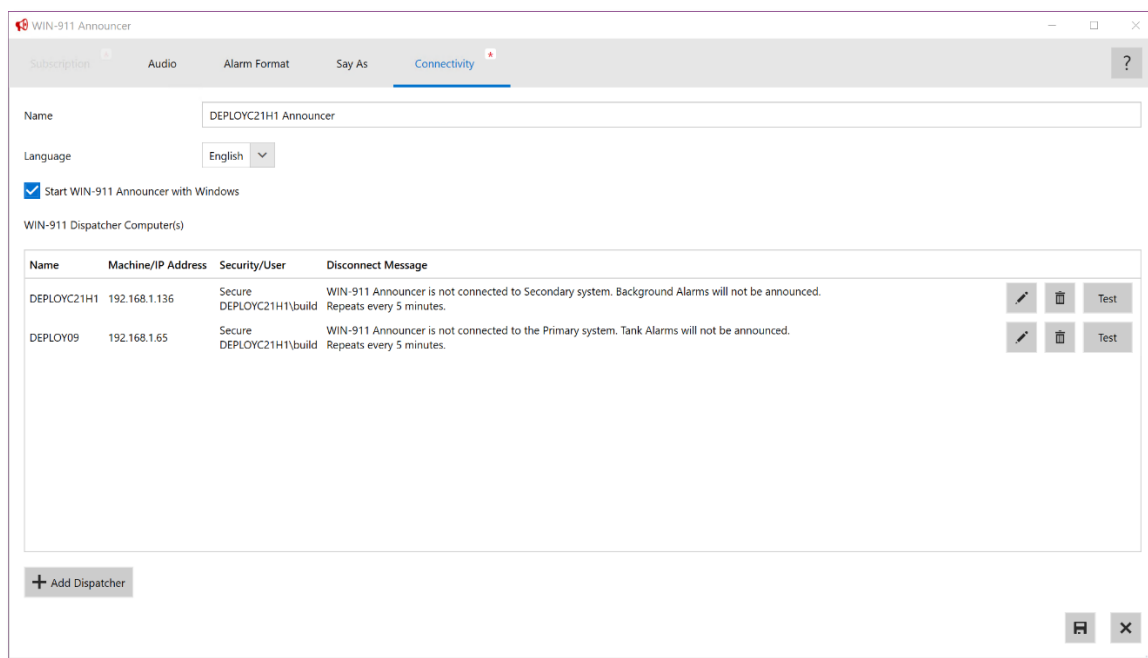 WIN-911 Announcer
Subscription * Audio Alarm Format Say As Connectivity * ?
Name DEPLOYC21H1 Announcer
Language English
Start WIN-911 Announcer with Windows
WIN-911 Dispatcher Computer(s)
Name Machine/IP Address Security/User Disconnect Message
DEPLOYC21H1 192.168.1.136 Secure WIN-911 Announcer is not connected to Secondary system. Background Alarms will not be announced.
DEPLOYC21H1\build Repeats every 5 minutes.
Test
DEPLOY09 192.168.1.65 Secure WIN-911 Announcer is not connected to the Primary system. Tank Alarms will not be announced.
DEPLOYC21H1\build Repeats every 5 minutes.
Test
Add Dispatcher